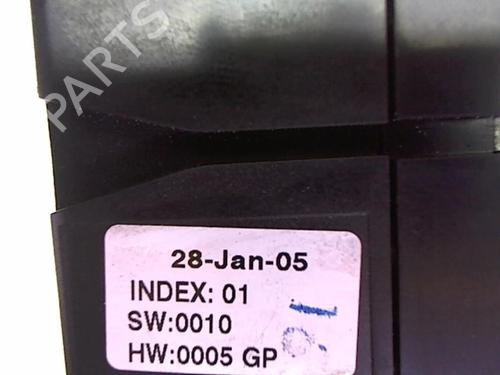 PARTS
28-Jan-05
INDEX: 01
SW:0010
HW:0005 GP